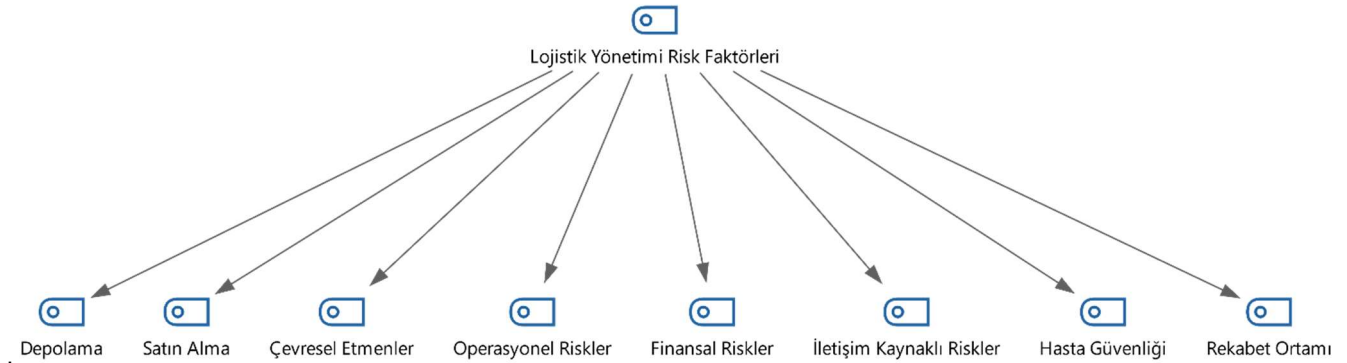 Lojistik Yönetimi Risk Faktörleri
Depolama Satın Alma Çevresel Etmenler Operasyonel Riskler Finansal Riskler İletişim Kaynaklı Riskler Hasta Güvenliği Rekabet Ortamı